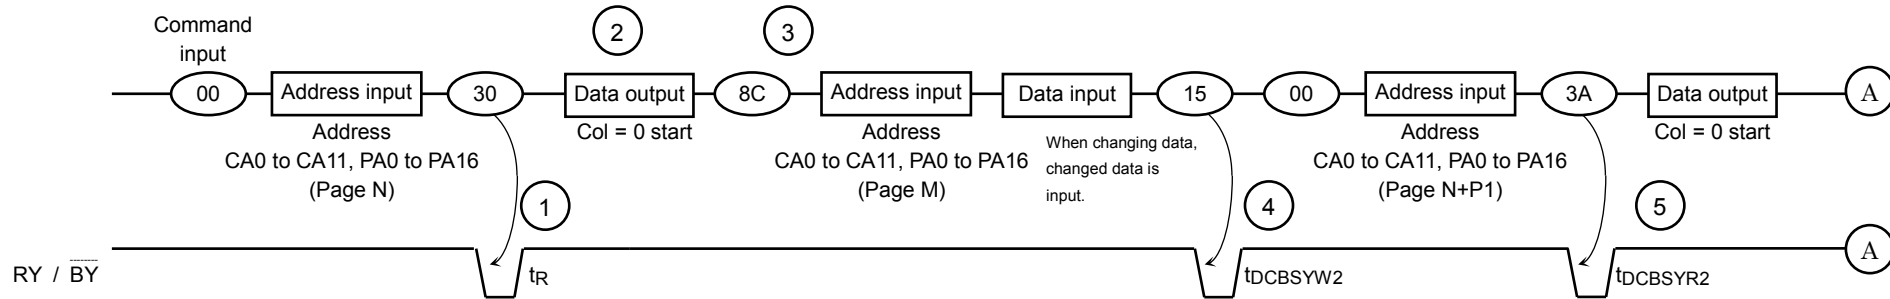 Command
input
2
3
00
Address input
30
Data output
8C
Address input
Data input
15
00
Address input
3A
Data output
A
Address
CA0 to CA11, PA0 to PA16
(Page N)
Col = 0 start
Address
CA0 to CA11, PA0 to PA16
(Page M)
When changing data,
changed data is
input.
Address
CA0 to CA11, PA0 to PA16
(Page N+P1)
Col = 0 start
1
4
5
RY / BY
tR
tDCBSYW2
tDCBSYR2
A